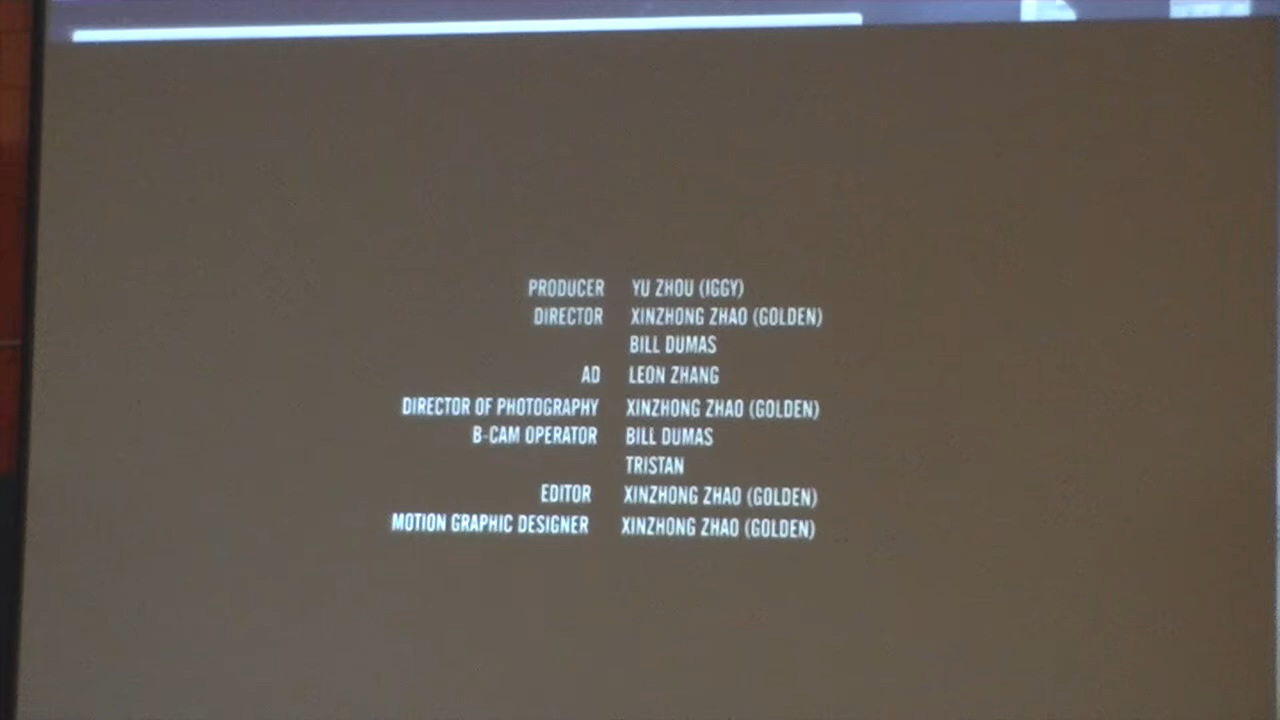 PRODUCER YU ZHOU (IGGY)
DIRECTOR XINZHONG ZHAO (GOLDEN)
BILL DUMAS
AD LEON ZHANG
DIRECTOR OF PHOTOGRAPHY XINZHONG ZHAO (GOLDEN)
B-CAM OPERATOR BILL DUMAS
TRISTAN
EDITOR XINZHONG ZHAO (GOLDEN)
MOTION GRAPHIC DESIGNER XINZHONG ZHAO (GOLDEN)